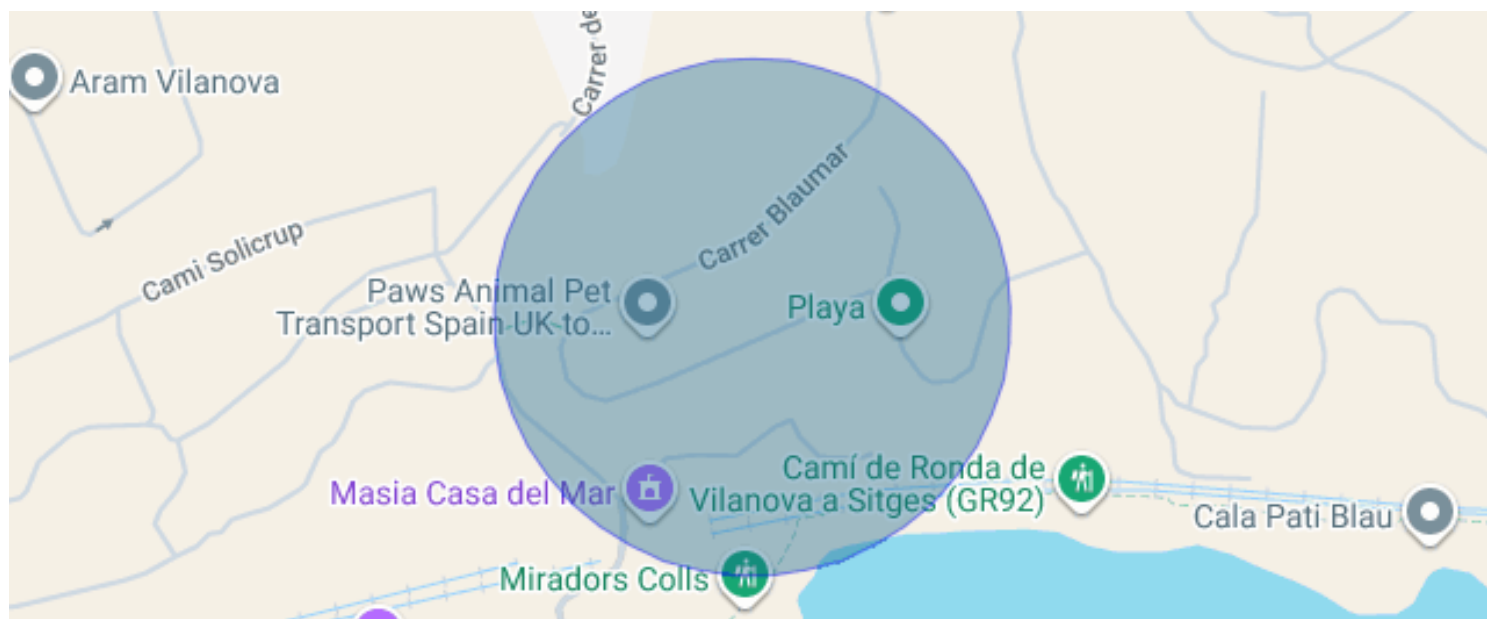 Carrer de
Aram Vilanova
Cami Solicrup
Carrer Blaumar
Paws Animal Pet
Transport Spain UK to...
Playa
Masia Casa del Mar
Camí de Ronda de
Vilanova a Sitges (GR92)
Cala Pati Blau
Miradors Colls